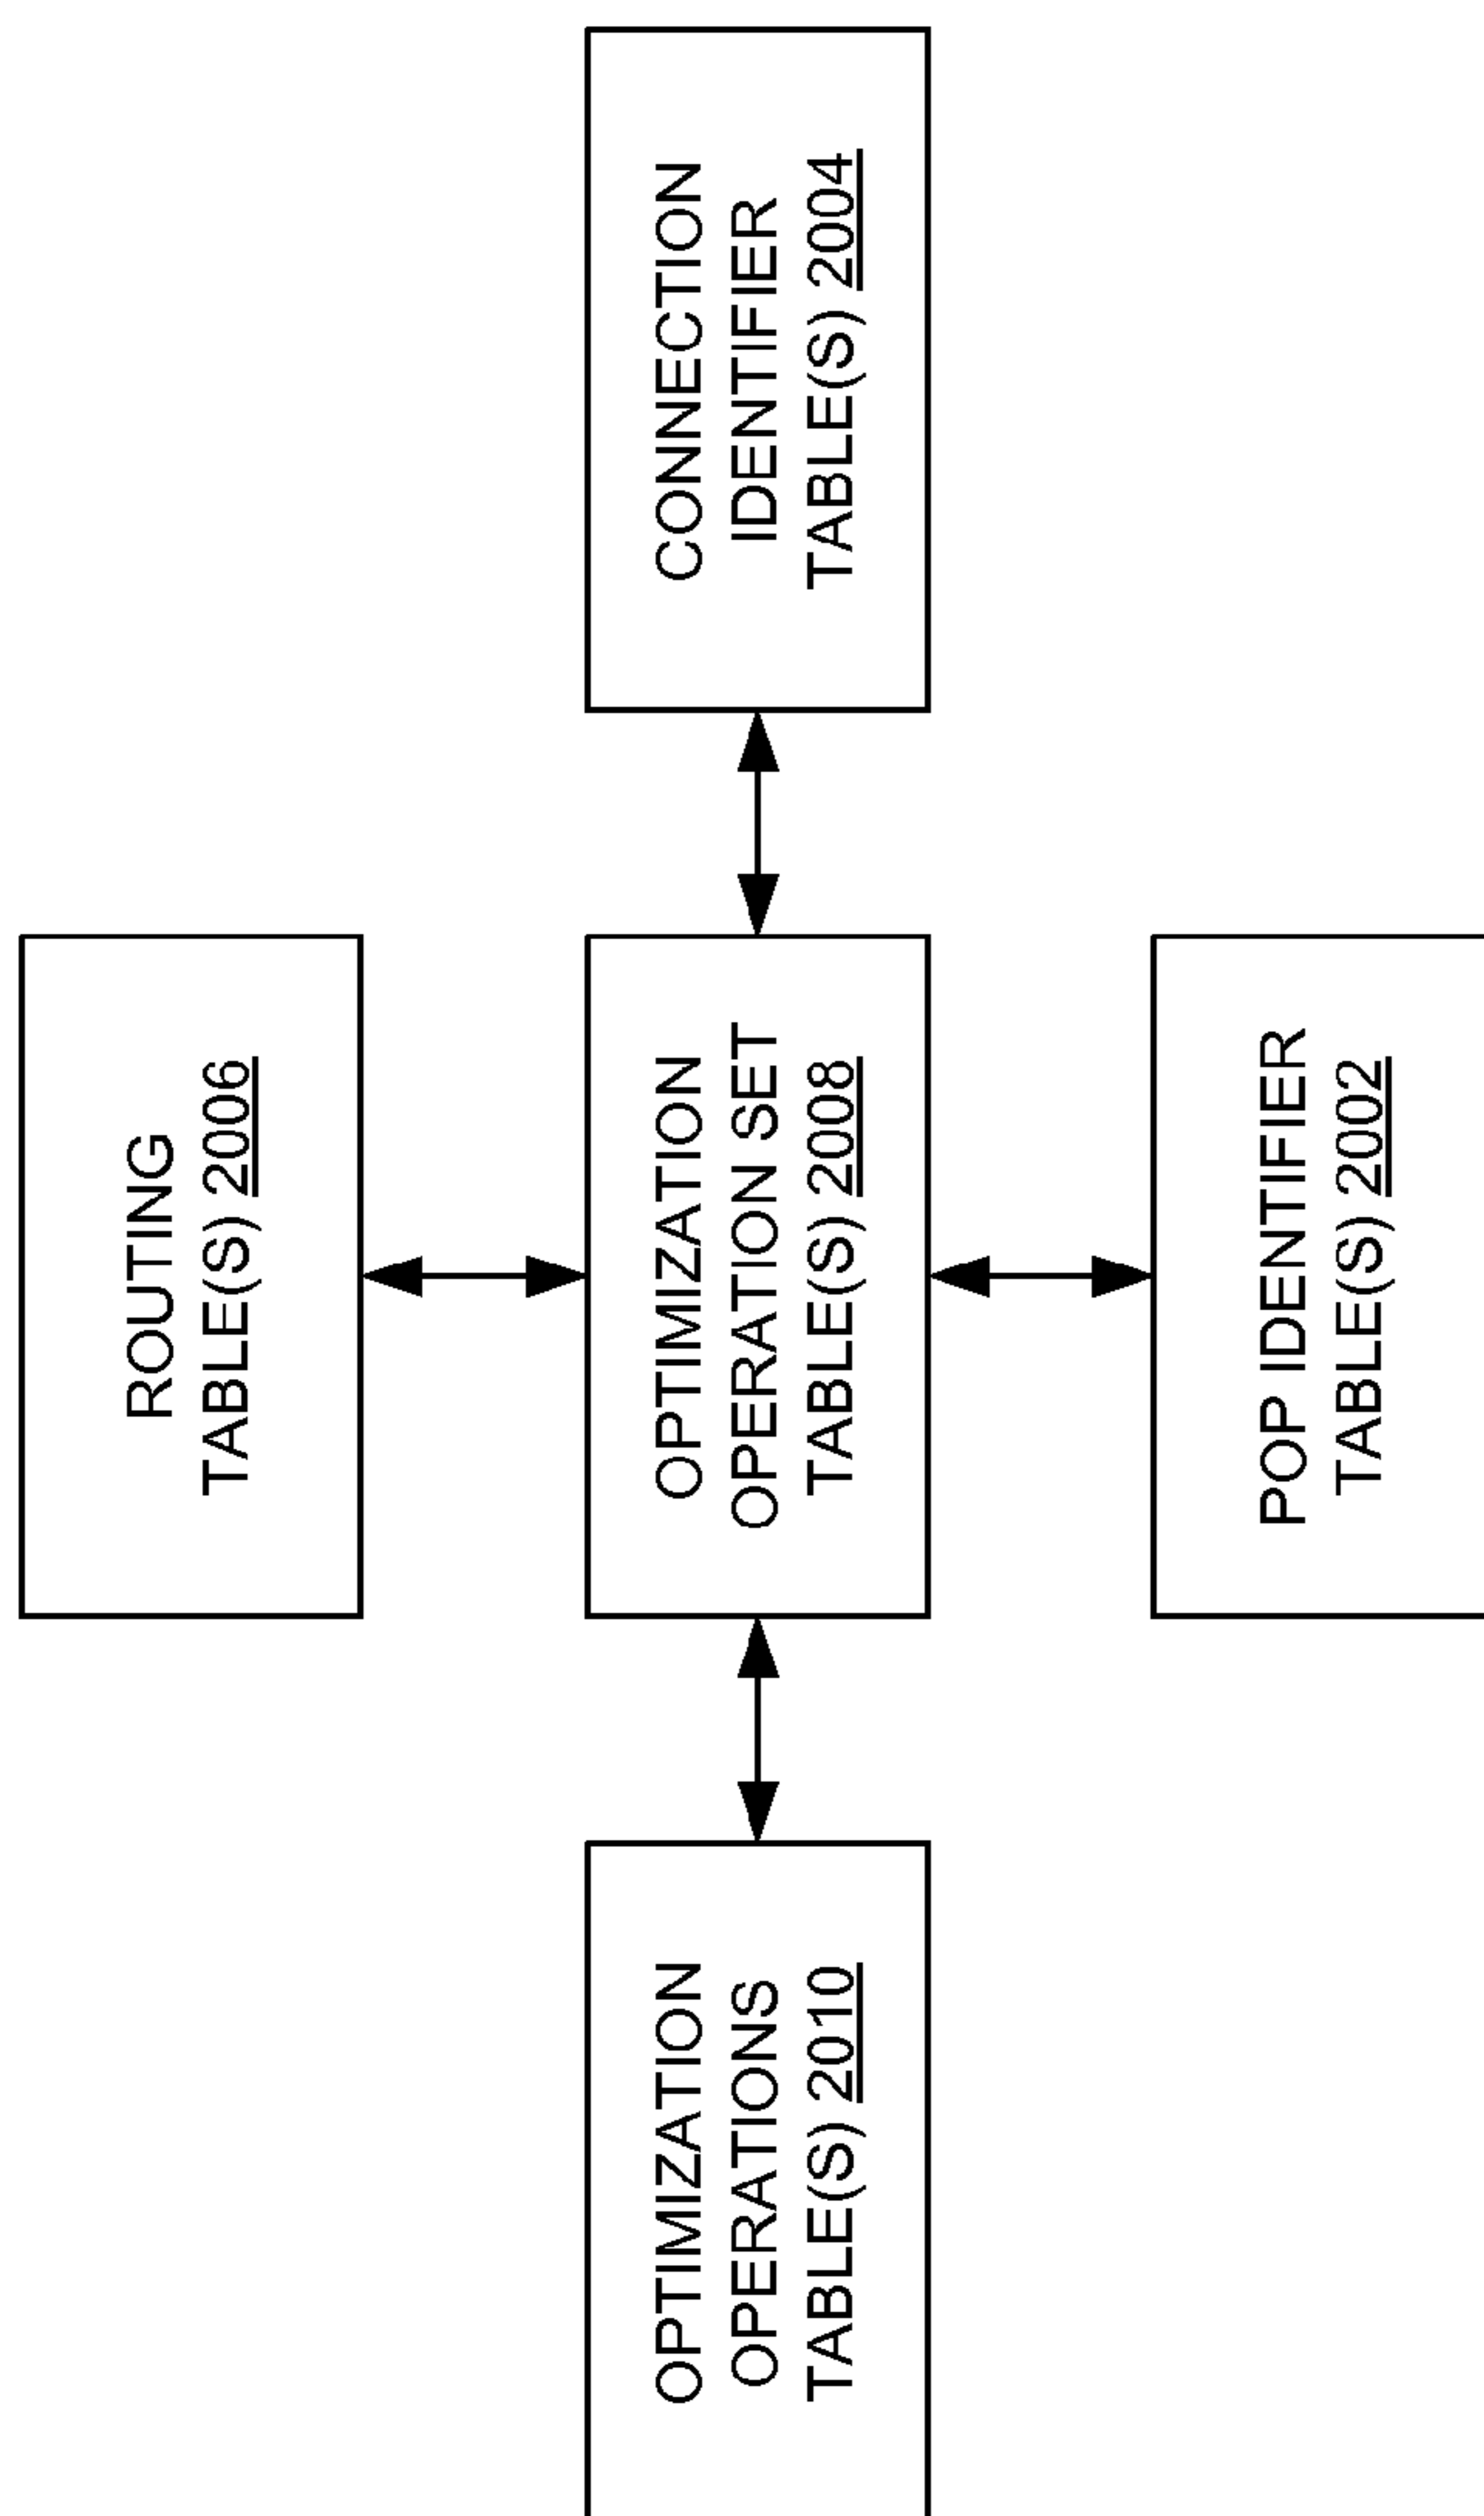 ROUTING
TABLE(S) 2006
OPTIMIZATION
OPERATIONS
TABLE(S) 2010
OPTIMIZATION
OPERATION SET
TABLE(S) 2008
CONNECTION
IDENTIFIER
TABLE(S) 2004
POP IDENTIFIER
TABLE(S) 2002